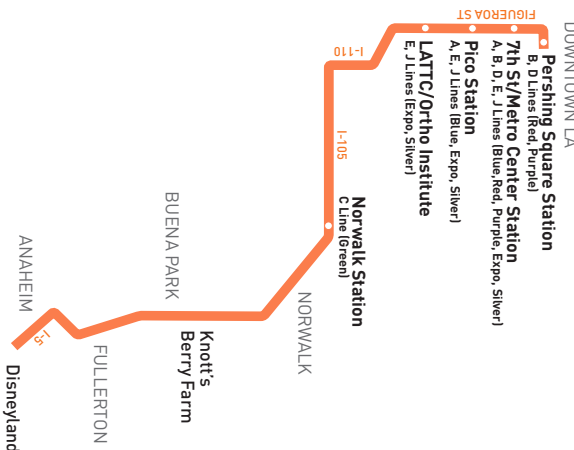 DOWNTOWN LA
FIGUEROA ST
Pershing Square Station
B, D Lines (Red, Purple)
7th St/Metro Center Station
A, B, D, E, J Lines (Blue,Red, Purple, Expo, Silver)
Pico Station
A, E, J Lines (Blue, Expo, Silver)
LATTC/Ortho Institute
E, J Lines (Expo, Silver)
I-110
I-105
Norwalk Station
C Line (Green)
NORWALK
BUENA PARK
Knott's
Berry Farm
FULLERTON
ANAHEIM
I-5
Disneyland